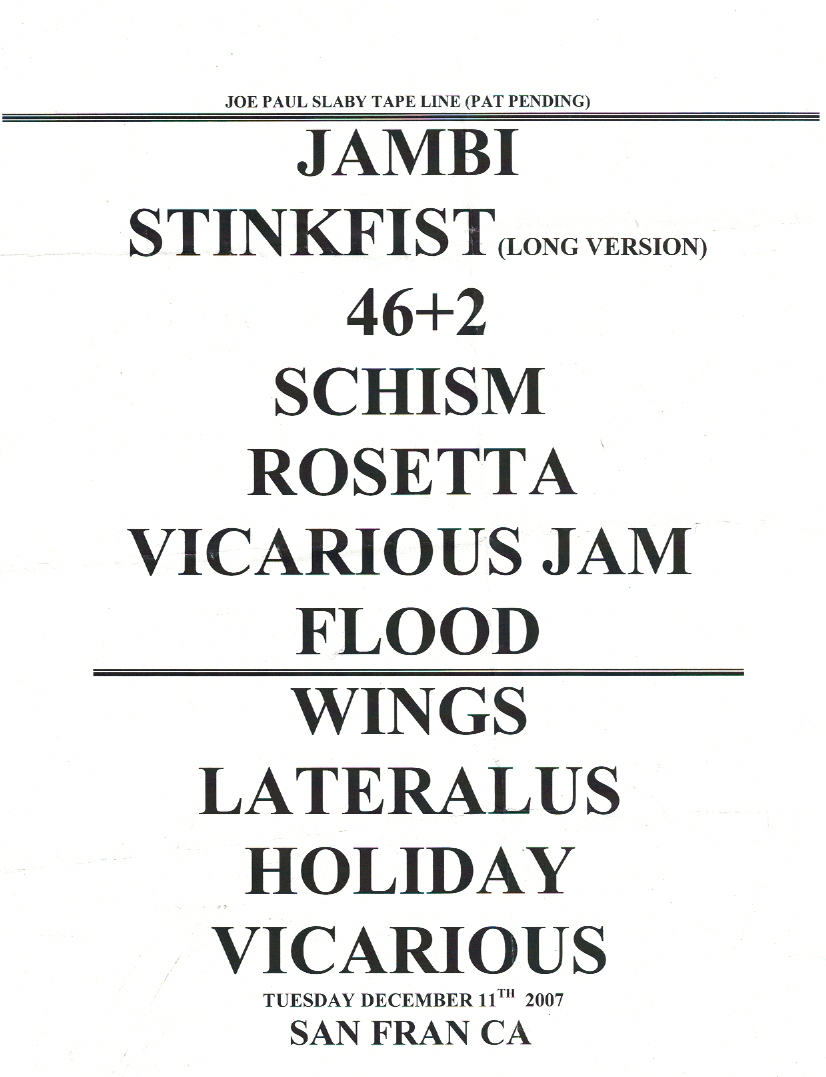 JOE PAUL SLABY TAPE LINE (PAT PENDING)
JAMBI
STINKFIST (LONG VERSION)
46+2
SCHISM
ROSETTA
VICARIOUS JAM
FLOOD
WINGS
LATERALUS
HOLIDAY
VICARIOUS
TUESDAY DECEMBER 11TH 2007
SAN FRAN CA